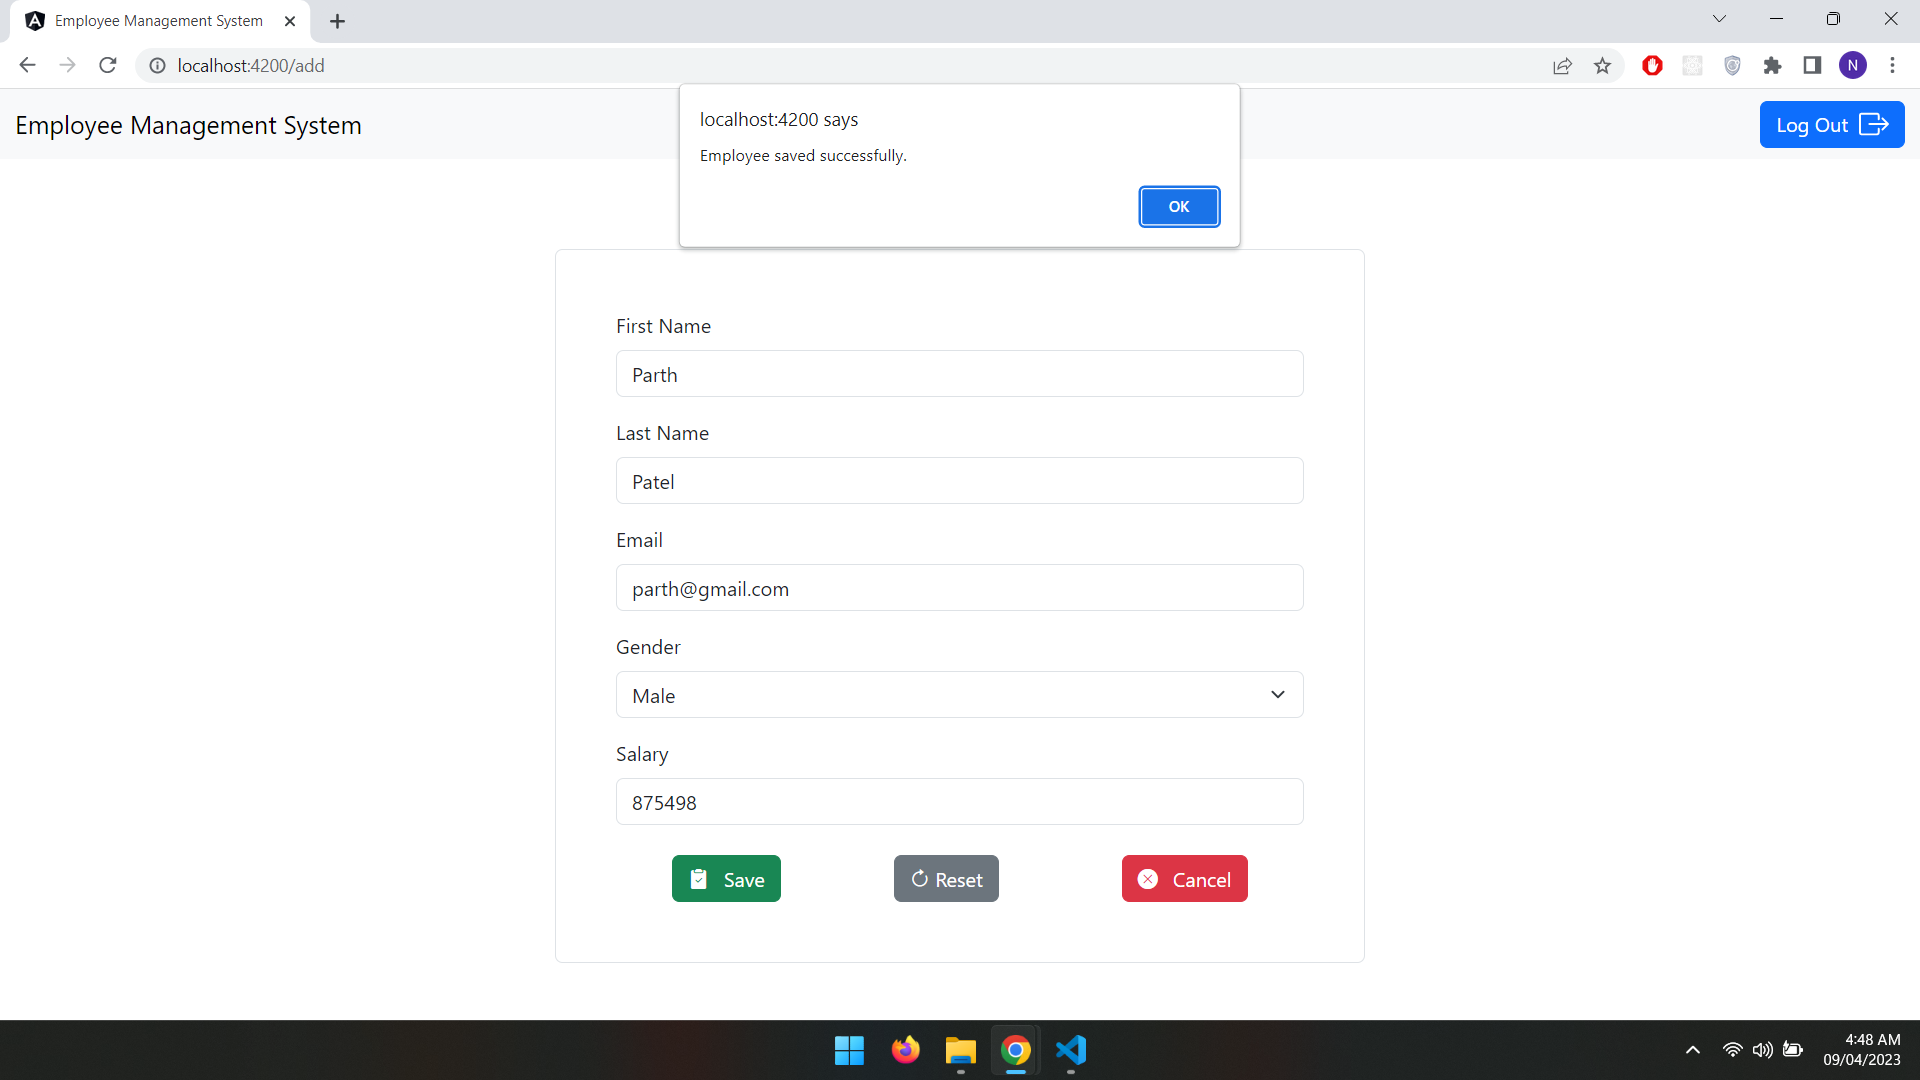 Employee Management System
localhost:4200/add
N
Employee Management System
Log Out
localhost:4200 says
Employee saved successfully.
OK
First Name
Parth
Last Name
Patel
Email
parth@gmail.com
Gender
Male
Salary
875498
Save
Reset
Cancel
4:48 AM
09/04/2023